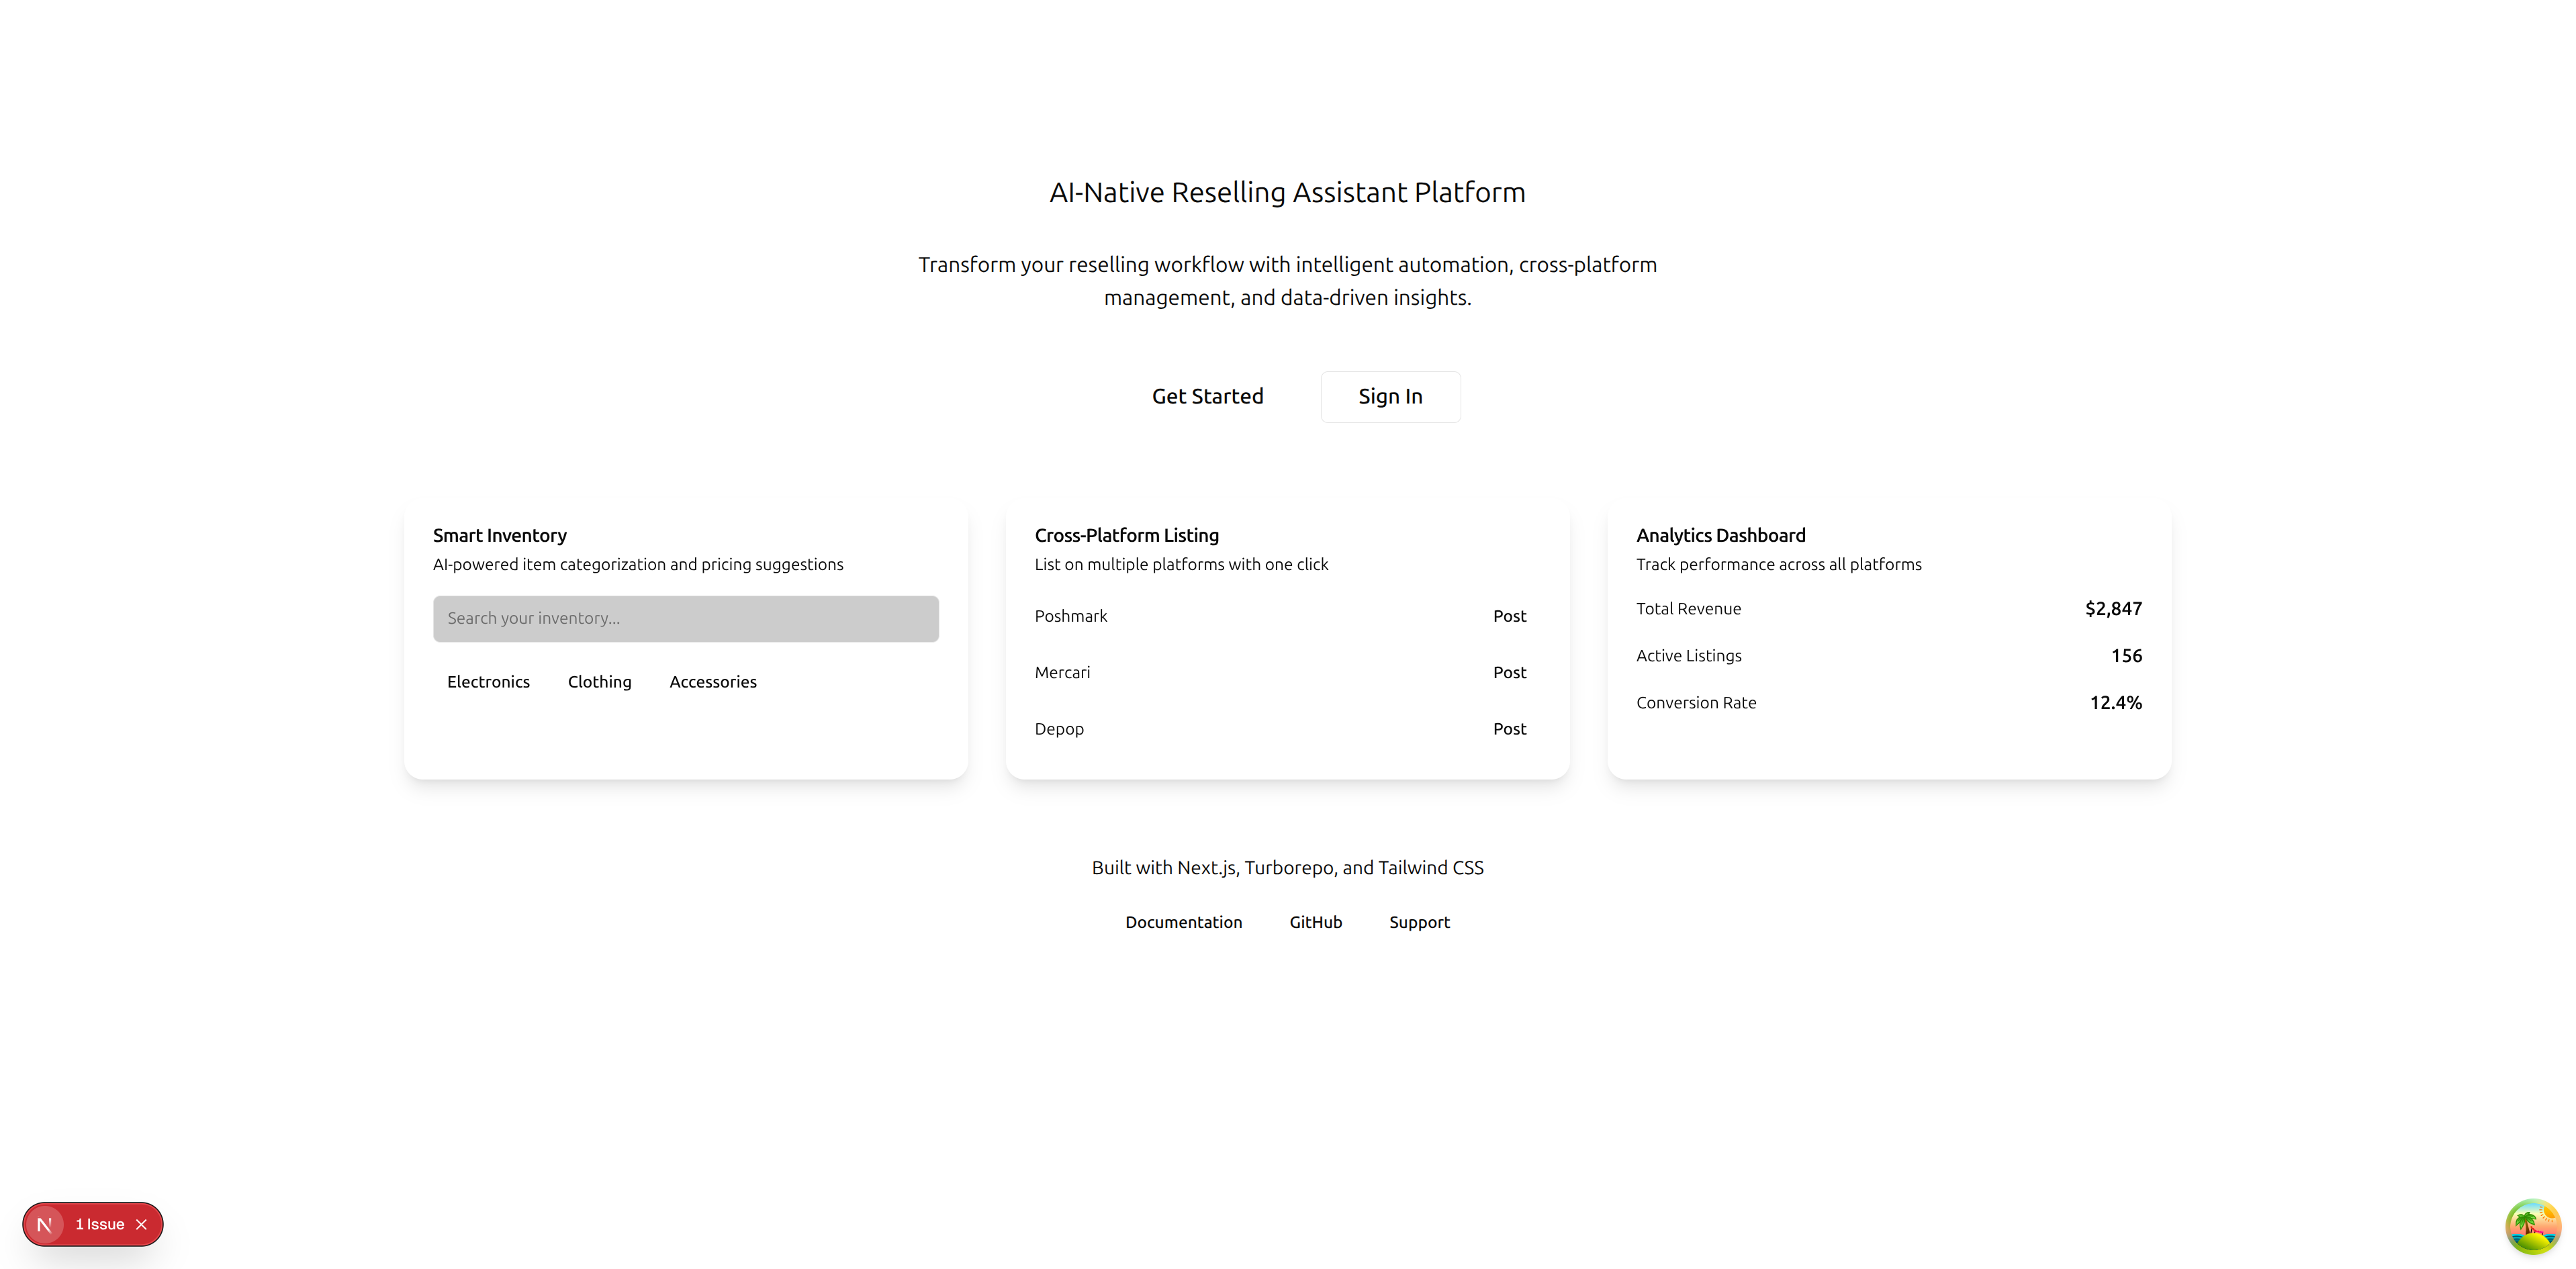 AI-Native Reselling Assistant Platform
Transform your reselling workflow with intelligent automation, cross-platform
management, and data-driven insights.
Get Started
Sign In
Smart Inventory
AI-powered item categorization and pricing suggestions
Search your inventory...
Electronics
Clothing
Accessories
Cross-Platform Listing
List on multiple platforms with one click
Poshmark
Post
Mercari
Post
Depop
Post
Analytics Dashboard
Track performance across all platforms
Total Revenue
$2,847
Active Listings
156
Conversion Rate
12.4%
Built with Next.js, Turborepo, and Tailwind CSS
Documentation
GitHub
Support
N
1 Issue